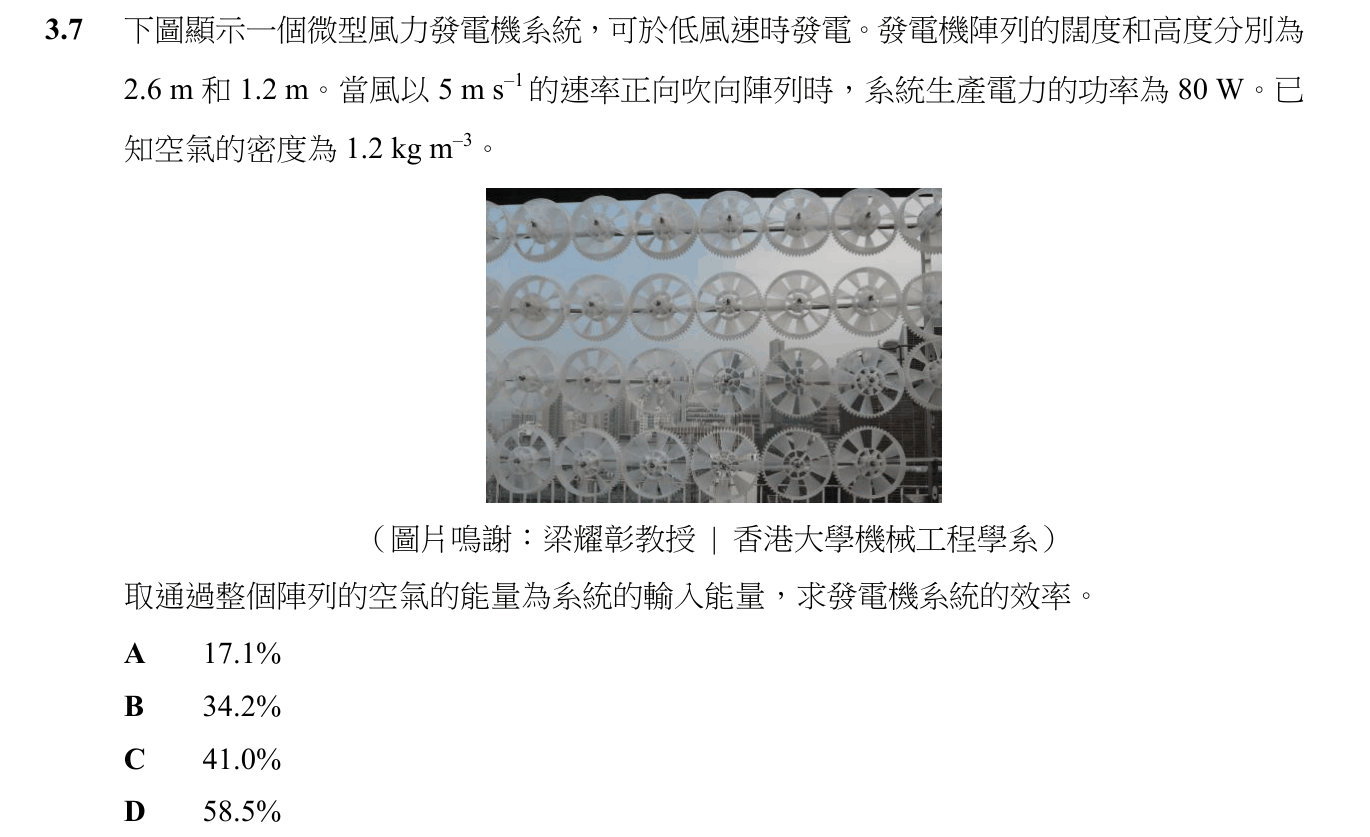 3.7 下圖顯示一個微型風力發電機系統，可於低風速時發電。發電機陣列的闊度和高度分別為
2.6 m 和 1.2 m。當風以 5 m s⁻¹ 的速率正向吹向陣列時，系統生產電力的功率為 80 W。已
知空氣的密度為 1.2 kg m⁻³。
（圖片鳴謝：梁耀彰教授 | 香港大學機械工程學系）
取通過整個陣列的空氣的能量為系統的輸入能量，求發電機系統的效率。
A 17.1%
B 34.2%
C 41.0%
D 58.5%